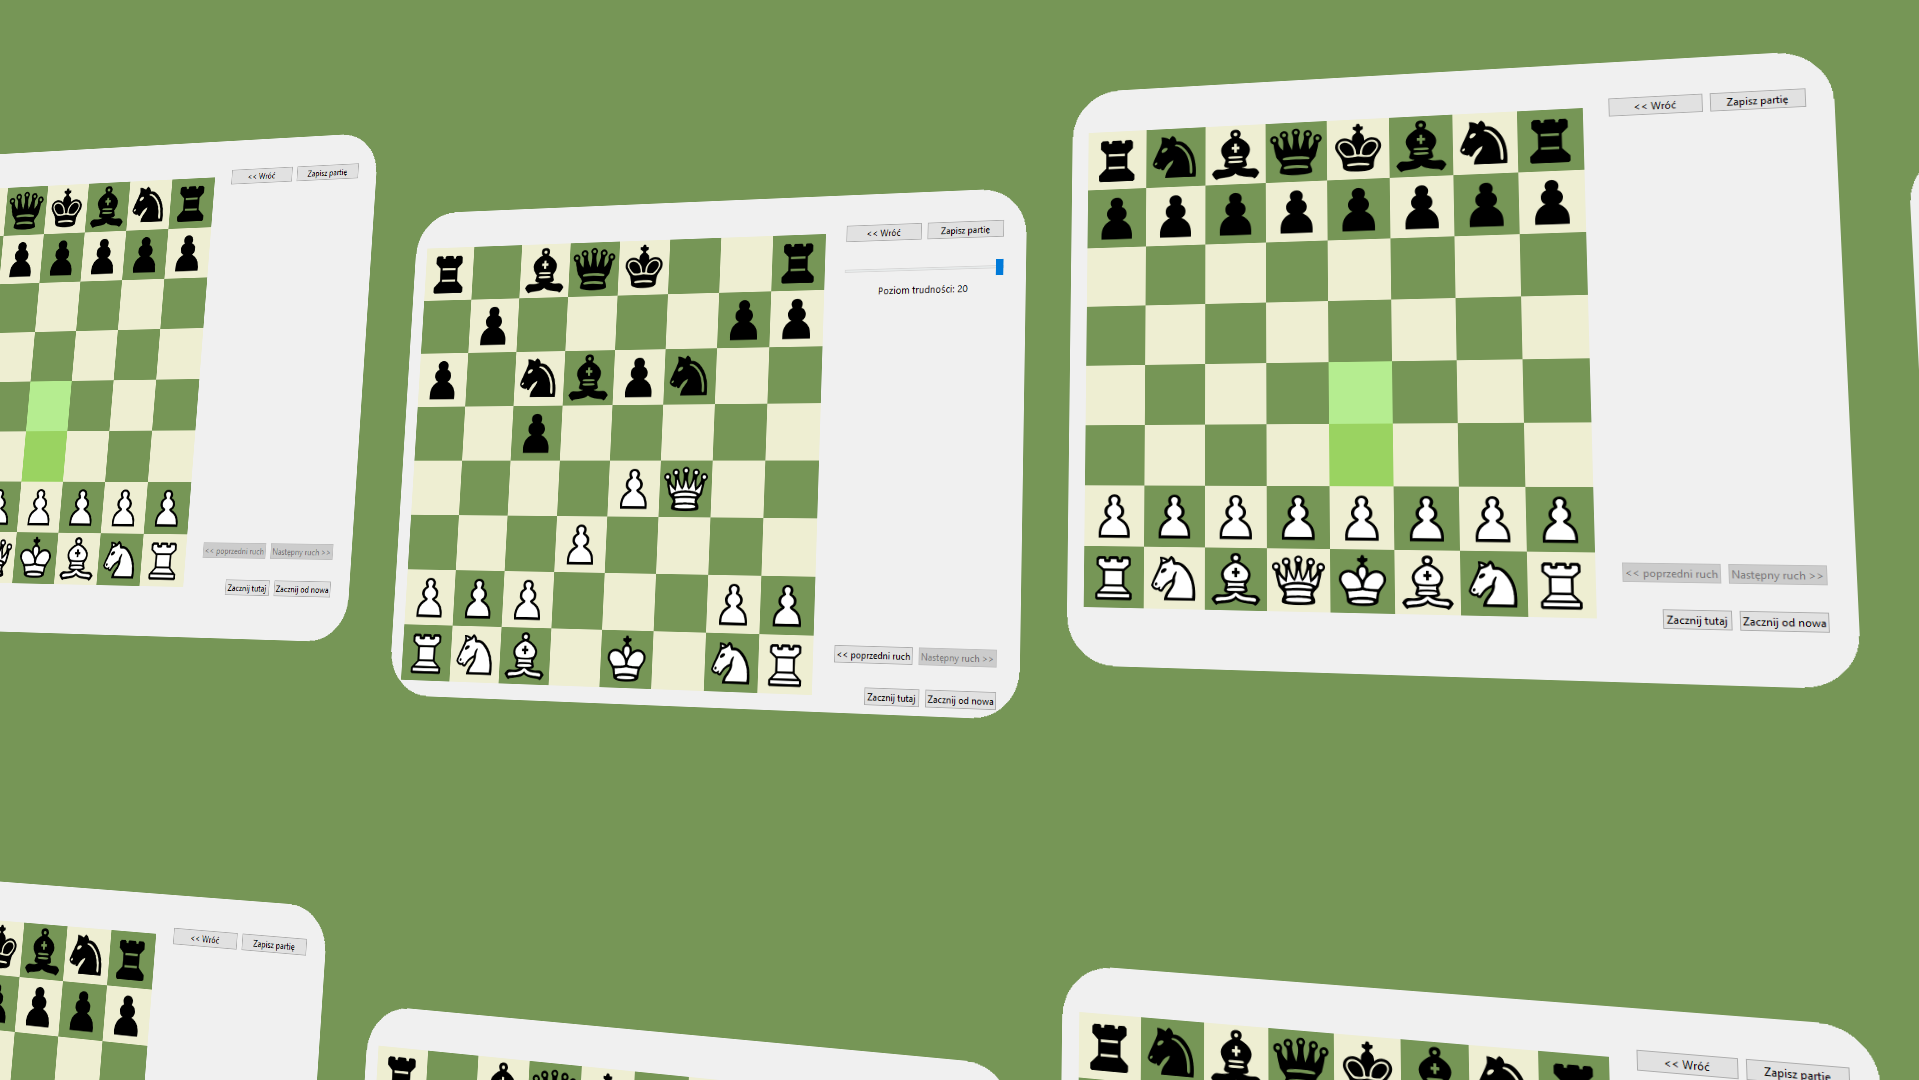 << Wróć Zapisz partię
<< poprzedni ruch Następny ruch >>
Zacznij tutaj Zacznij od nowa
<< Wróć Zapisz partię
Poziom trudności: 20
<< poprzedni ruch Następny ruch >>
Zacznij tutaj Zacznij od nowa
<< Wróć Zapisz partię
<< poprzedni ruch Następny ruch >>
Zacznij tutaj Zacznij od nowa
<< Wróć Zapisz partię
<< Wróć Zapisz partię